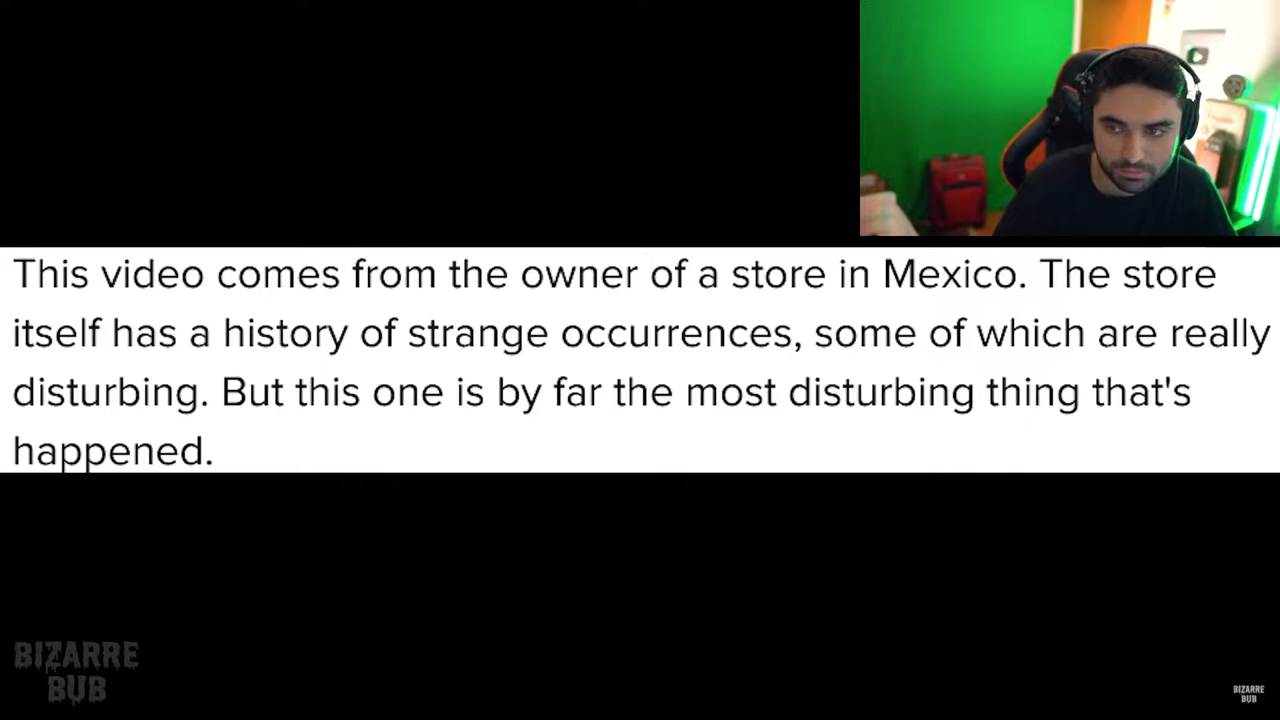 This video comes from the owner of a store in Mexico. The store
itself has a history of strange occurrences, some of which are really
disturbing. But this one is by far the most disturbing thing that's
happened.
BIZARRE
BUB
BIZARRE
BUB